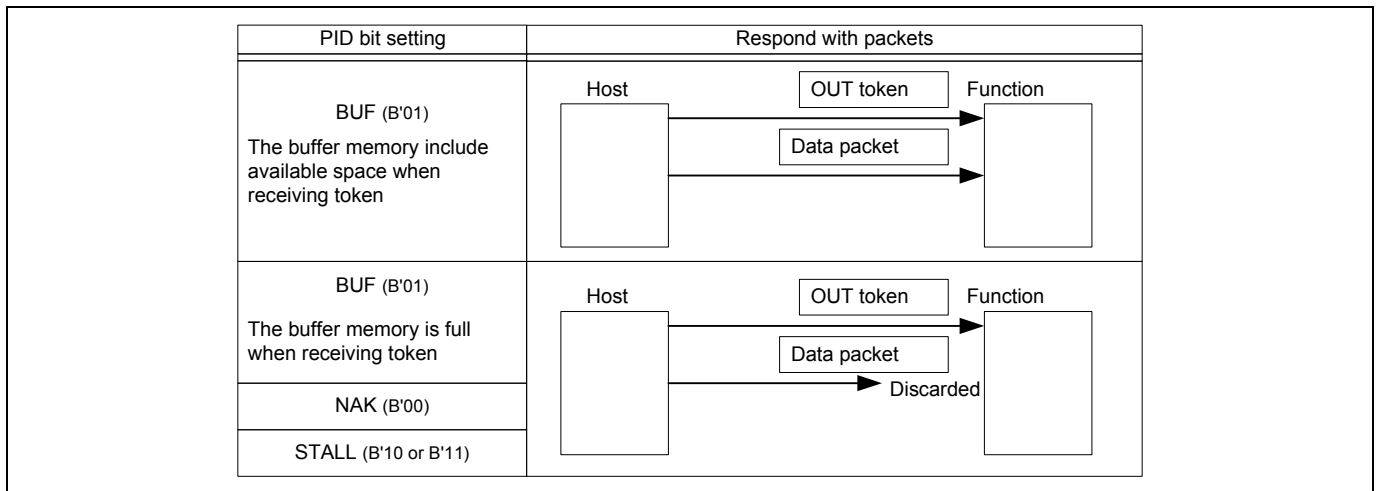 PID bit setting
Respond with packets
BUF (B'01)
The buffer memory include
available space when
receiving token
Host
OUT token
Function
Data packet
BUF (B'01)
The buffer memory is full
when receiving token
NAK (B'00)
STALL (B'10 or B'11)
Host
OUT token
Function
Data packet
Discarded